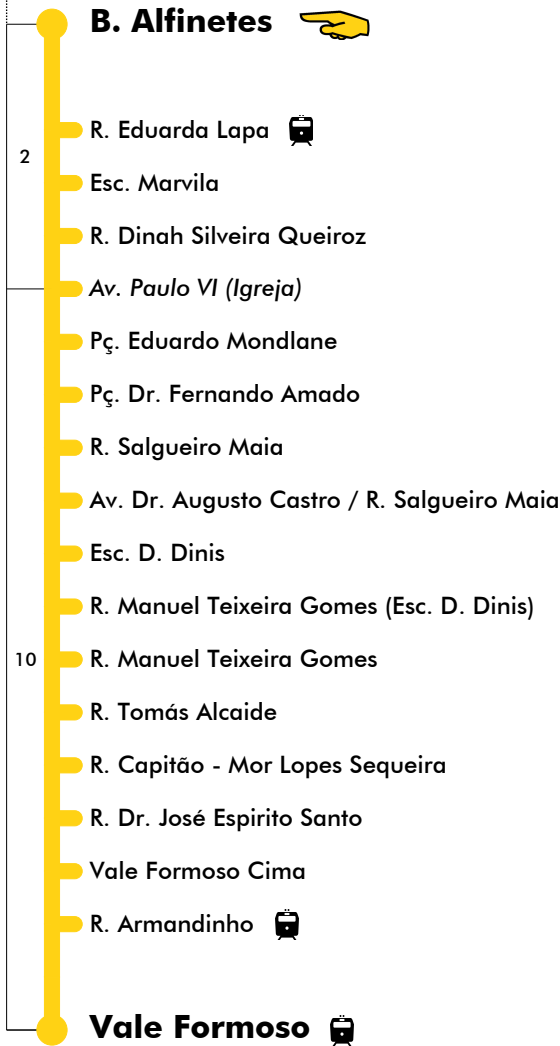 B. Alfinetes
R. Eduarda Lapa
2
Esc. Marvila
R. Dinah Silveira Queiroz
Av. Paulo VI (Igreja)
Pç. Eduardo Mondlane
Pç. Dr. Fernando Amado
R. Salgueiro Maia
Av. Dr. Augusto Castro / R. Salgueiro Maia
Esc. D. Dinis
R. Manuel Teixeira Gomes (Esc. D. Dinis)
10
R. Manuel Teixeira Gomes
R. Tomás Alcaide
R. Capitão - Mor Lopes Sequeira
R. Dr. José Espirito Santo
Vale Formoso Cima
R. Armandinho
Vale Formoso